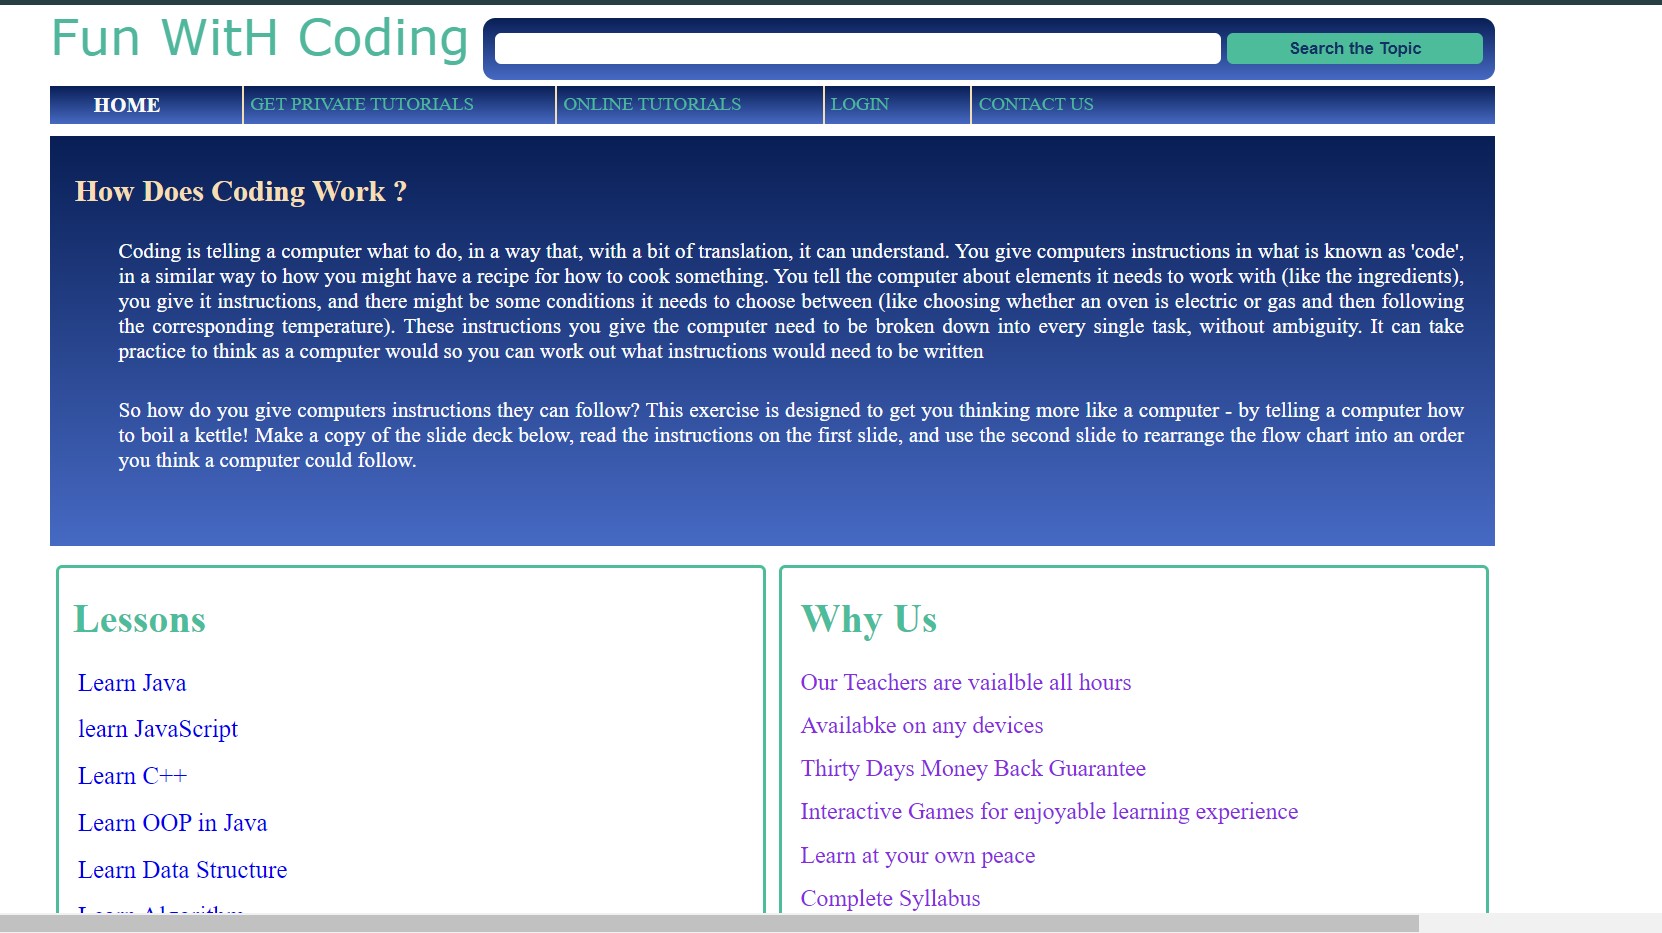 Fun WitH Coding
Search the Topic
HOME
GET PRIVATE TUTORIALS
ONLINE TUTORIALS
LOGIN
CONTACT US
How Does Coding Work ?
Coding is telling a computer what to do, in a way that, with a bit of translation, it can understand. You give computers instructions in what is known as 'code',
in a similar way to how you might have a recipe for how to cook something. You tell the computer about elements it needs to work with (like the ingredients),
you give it instructions, and there might be some conditions it needs to choose between (like choosing whether an oven is electric or gas and then following
the corresponding temperature). These instructions you give the computer need to be broken down into every single task, without ambiguity. It can take
practice to think as a computer would so you can work out what instructions would need to be written
So how do you give computers instructions they can follow? This exercise is designed to get you thinking more like a computer - by telling a computer how
to boil a kettle! Make a copy of the slide deck below, read the instructions on the first slide, and use the second slide to rearrange the flow chart into an order
you think a computer could follow.
Lessons
Learn Java
learn JavaScript
Learn C++
Learn OOP in Java
Learn Data Structure
Learn Algorithm
Why Us
Our Teachers are vaialble all hours
Availabke on any devices
Thirty Days Money Back Guarantee
Interactive Games for enjoyable learning experience
Learn at your own peace
Complete Syllabus